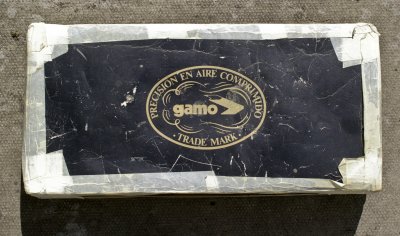 PRECISION EN AIRE COMPRIMIDO
gamo
· TRADE MARK ·